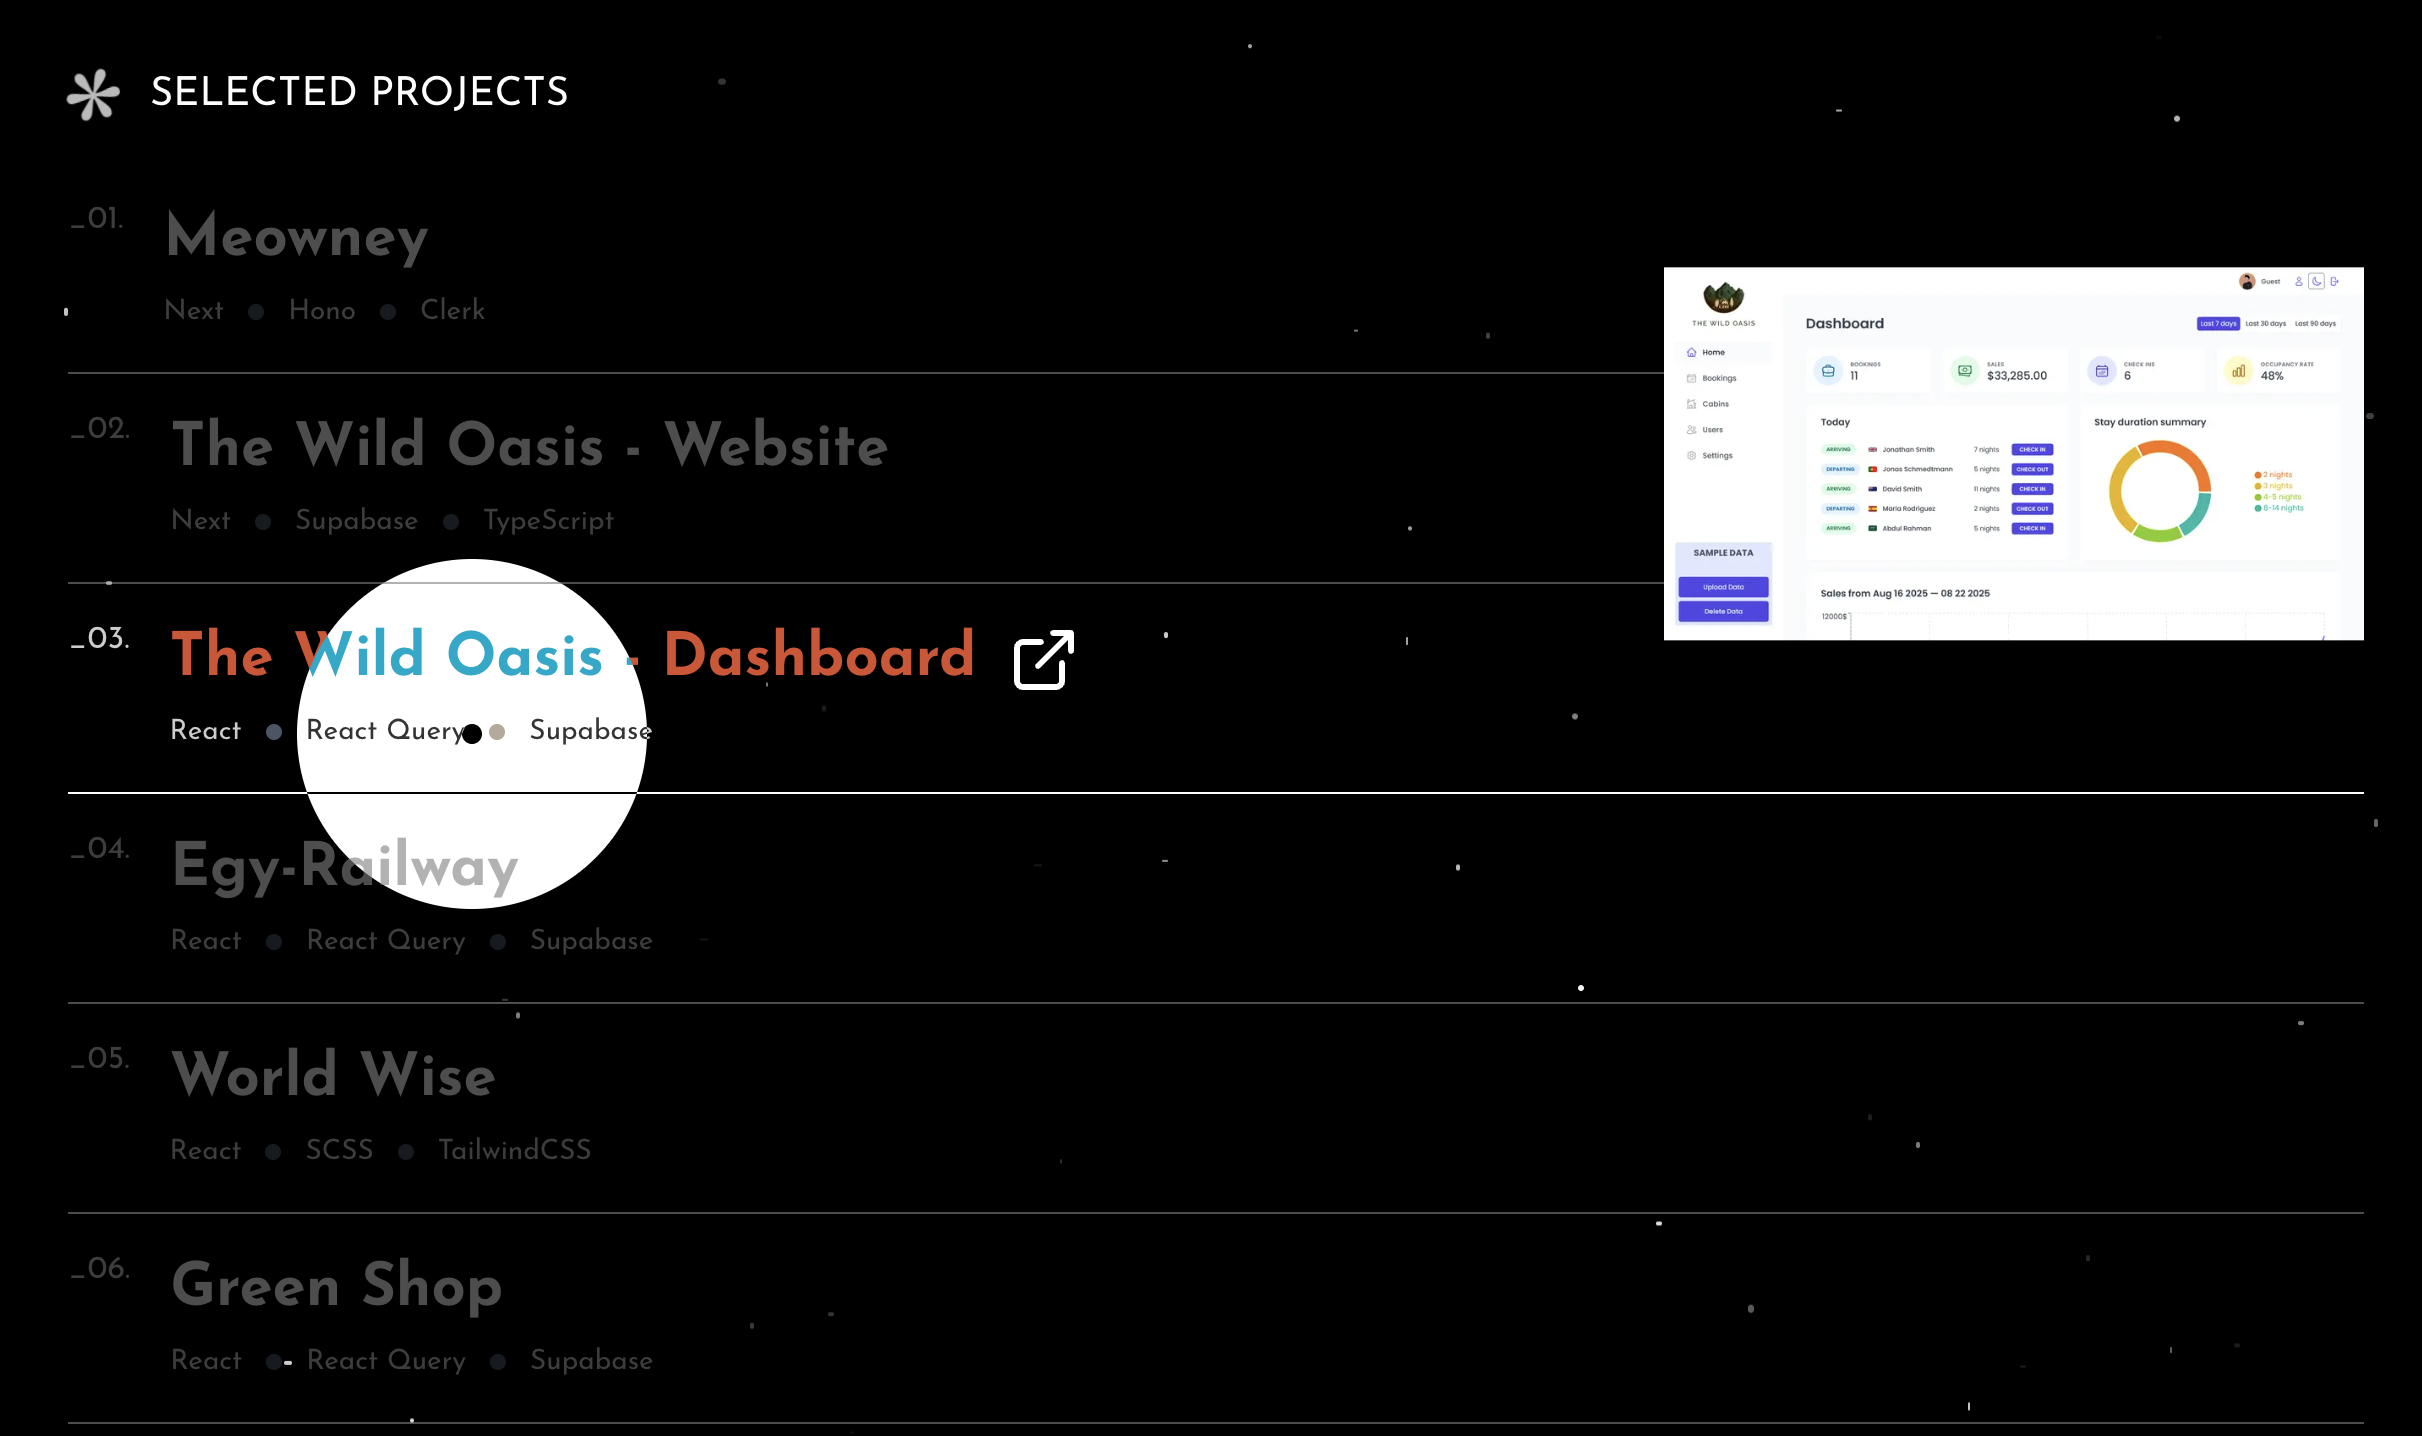 SELECTED PROJECTS
_01.
Meowney
Next Hono Clerk
_02.
The Wild Oasis - Website
Next Supabase TypeScript
_03.
The Wild Oasis - Dashboard
React React Query Supabase
_04.
Egy-Railway
React React Query Supabase
_05.
World Wise
React SCSS TailwindCSS
_06.
Green Shop
React React Query Supabase
THE WILD OASIS
Home
Bookings
Cabins
Users
Settings
SAMPLE DATA
Upload Data
Delete Data
Guest
Dashboard
Last 7 days Last 30 days Last 90 days
BOOKINGS
11
SALES
$33,285.00
CHECK INS
6
OCCUPANCY RATE
48%
Today
ARRIVING Jonathan Smith 7 nights CHECK IN
DEPARTING Jonas Schmedtmann 5 nights CHECK OUT
ARRIVING David Smith 11 nights CHECK IN
DEPARTING Maria Rodriguez 2 nights CHECK OUT
ARRIVING Abdul Rahman 5 nights CHECK IN
Stay duration summary
2 nights
3 nights
4-5 nights
8-14 nights
Sales from Aug 16 2025 — 08 22 2025
12000$